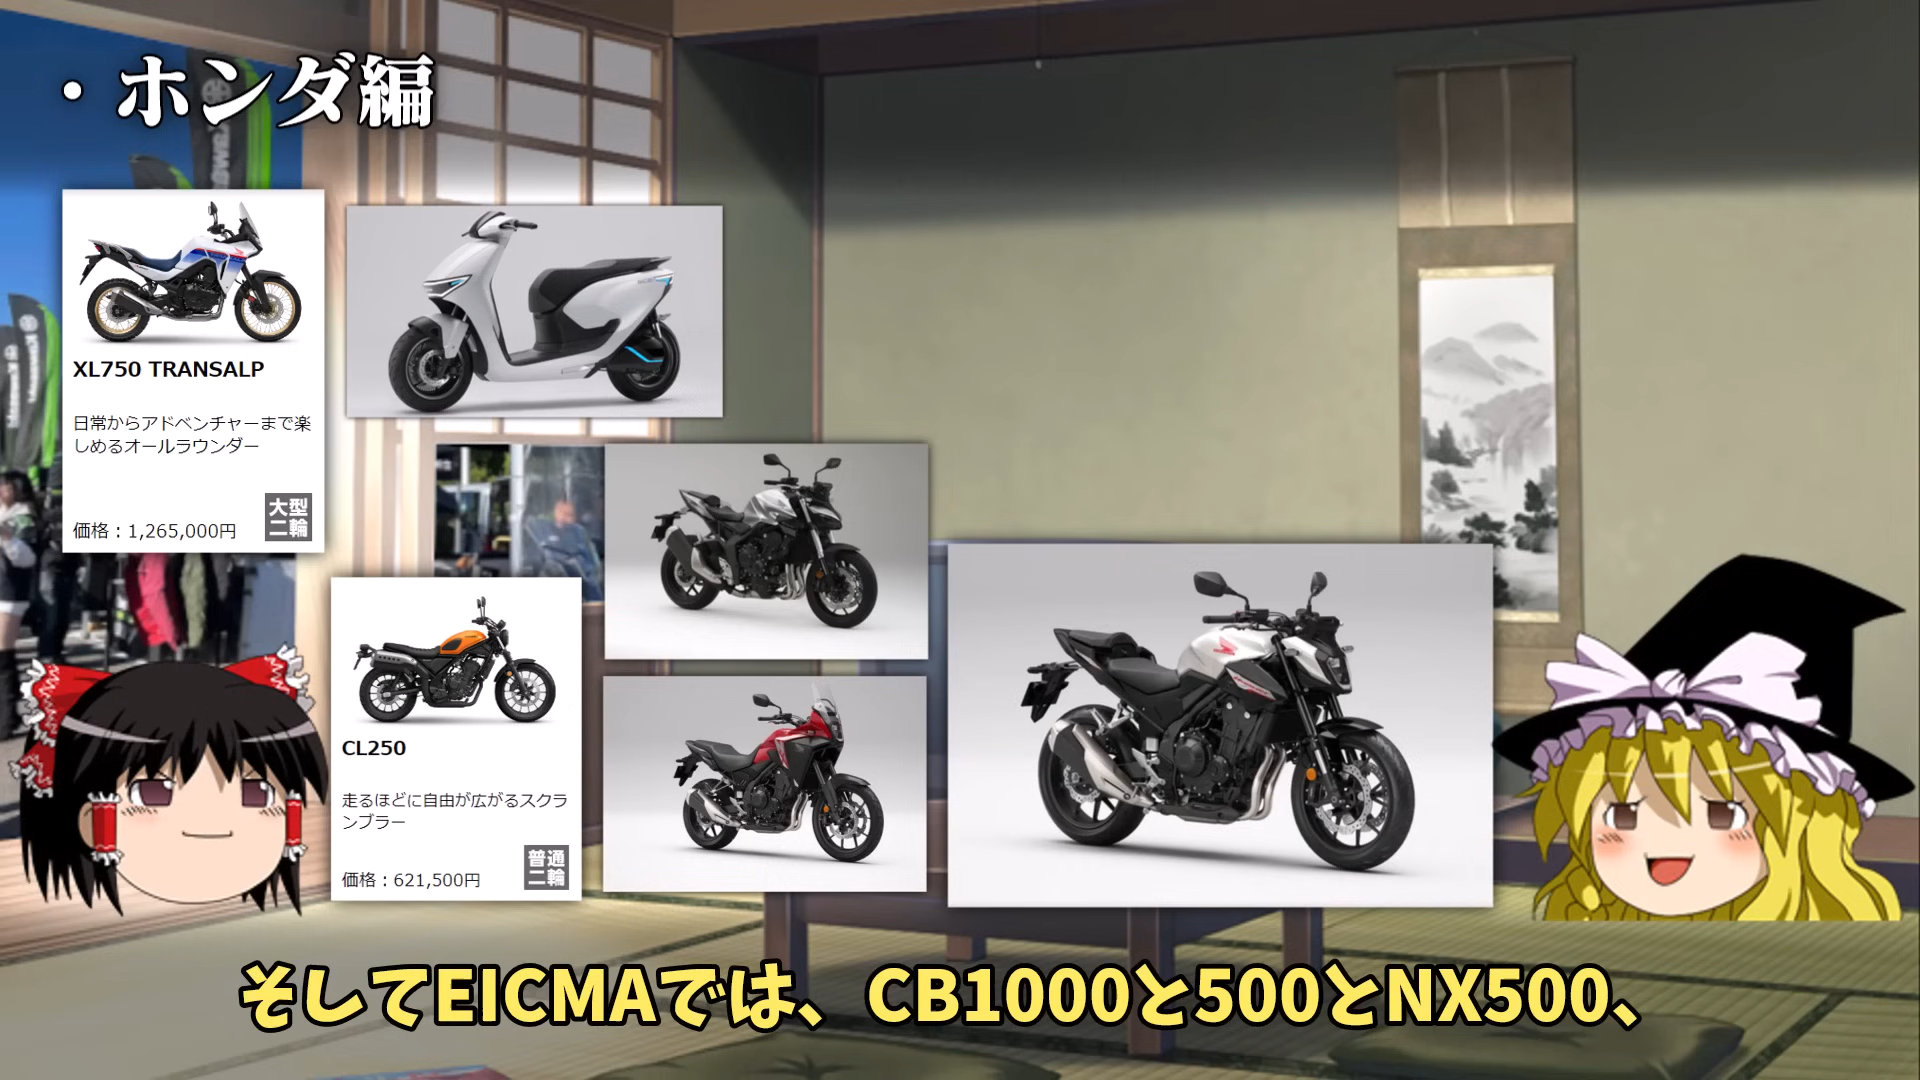 ・ホンダ編
XL750 TRANSALP
日常からアドベンチャーまで楽
しめるオールラウンダー
価格：1,265,000円
大型
二輪
CL250
走るほどに自由が広がるスクラ
ンブラー
価格：621,500円
普通
二輪
そしてEICMAでは、CB1000と500とNX500、